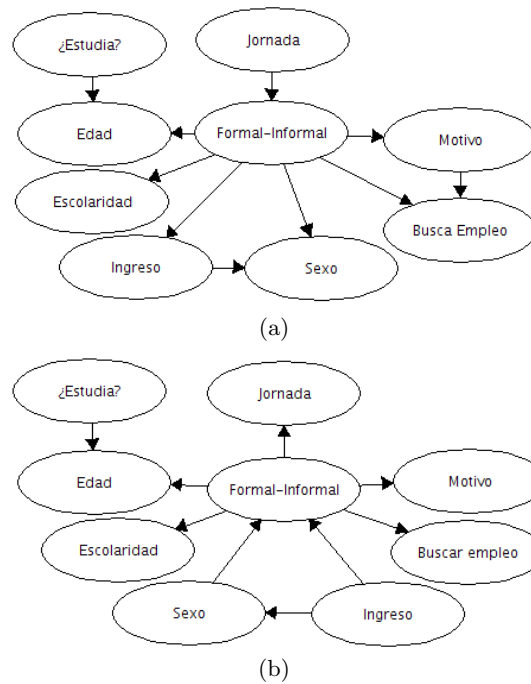 ¿Estudia?
Jornada
Edad
Formal-Informal
Motivo
Escolaridad
Busca Empleo
Ingreso
Sexo
(a)
¿Estudia?
Jornada
Edad
Formal-Informal
Motivo
Escolaridad
Buscar empleo
Sexo
Ingreso
(b)